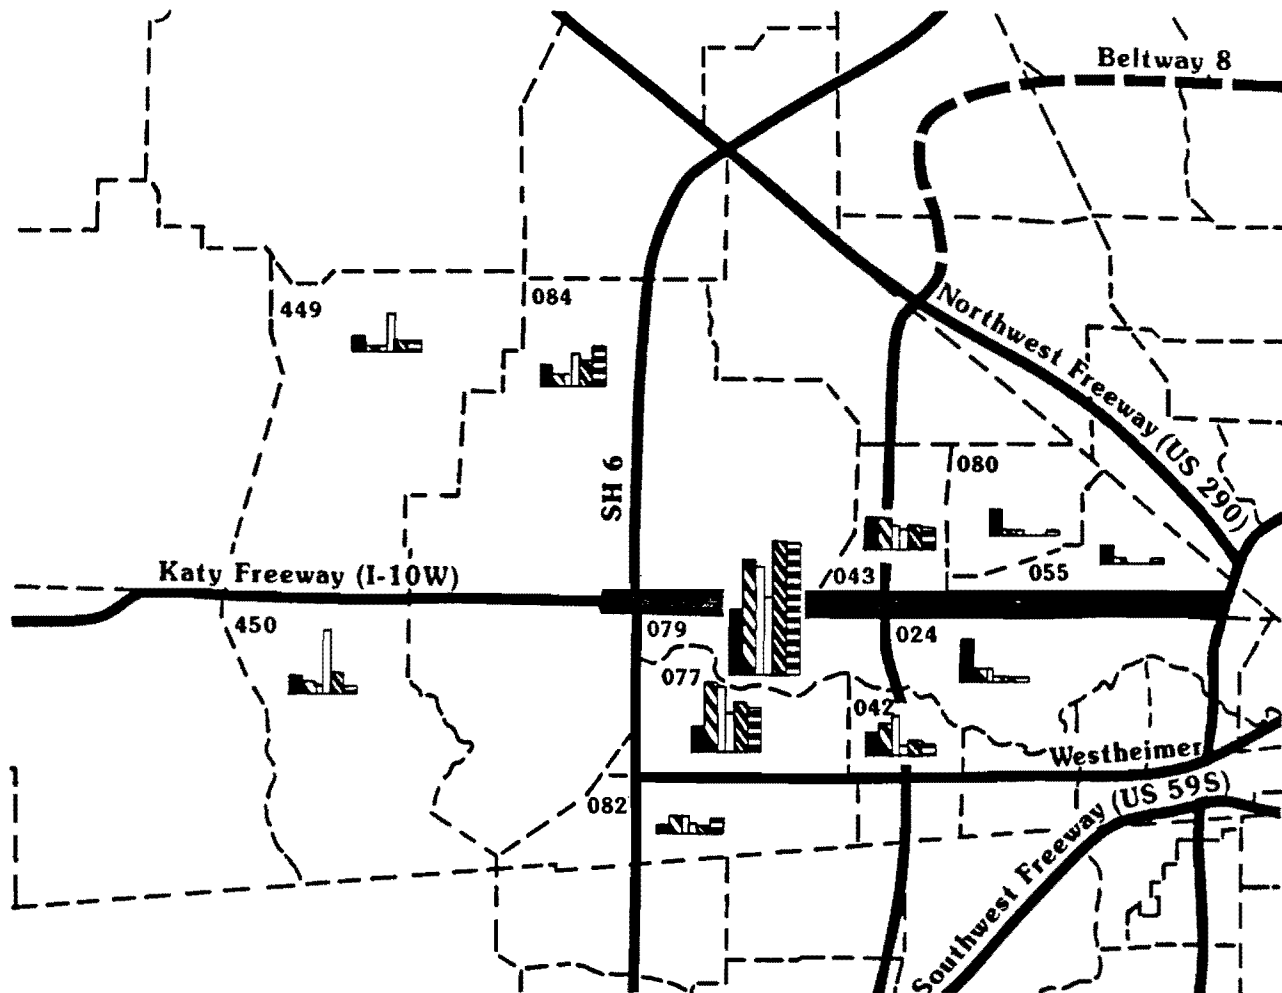 Beltway 8
449
084
Northwest Freeway (US 290)
080
SH 6
Katy Freeway (I-10W)
043
055
450
079
024
077
042
Westheimer
082
Southwest Freeway (US 59S)